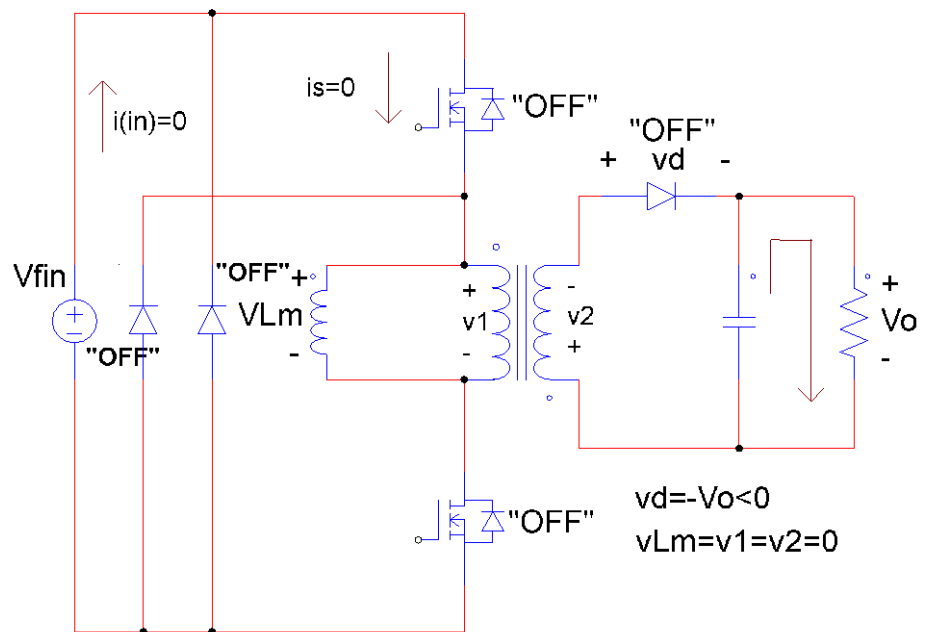 i(in)=0
is=0
"OFF"
"OFF"
+ vd -
Vfin
"OFF"
"OFF"
+
VLm
-
+
v1
-
-
v2
+
+
Vo
-
"OFF"
vd=-Vo<0
vLm=v1=v2=0